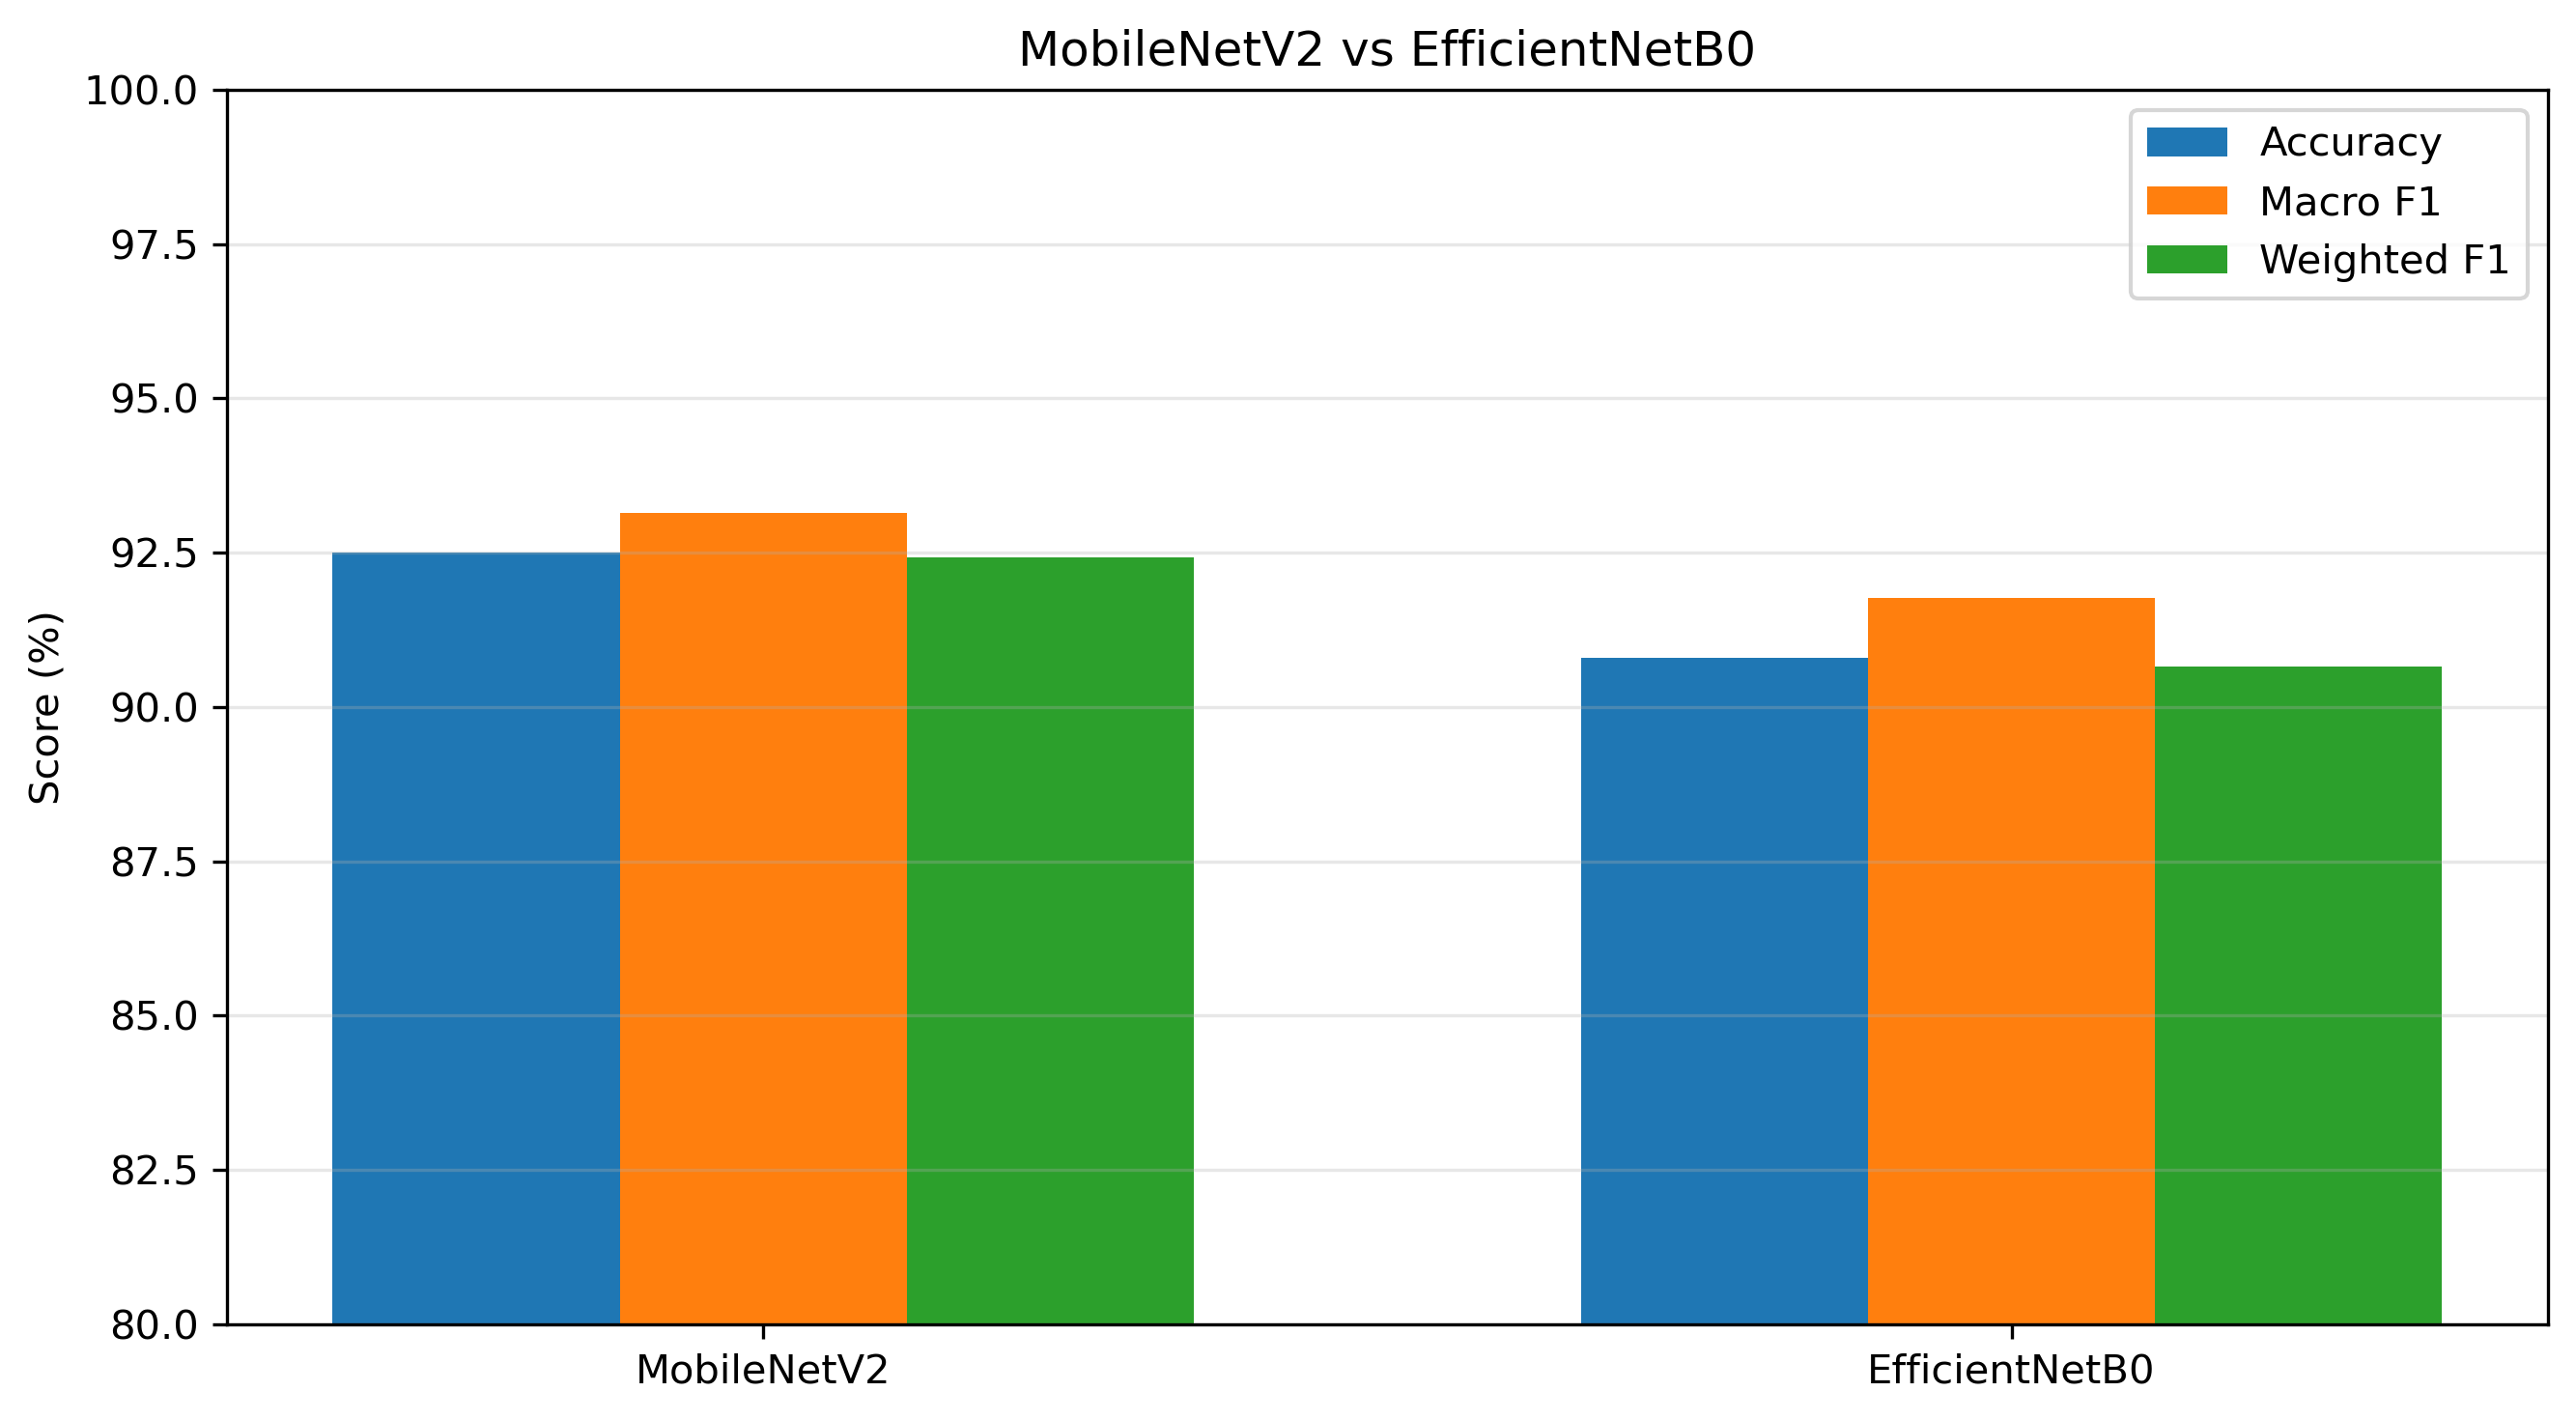 MobileNetV2 vs EfficientNetB0
100.0
97.5
95.0
92.5
90.0
87.5
85.0
82.5
80.0
Score (%)
Accuracy
Macro F1
Weighted F1
MobileNetV2
EfficientNetB0